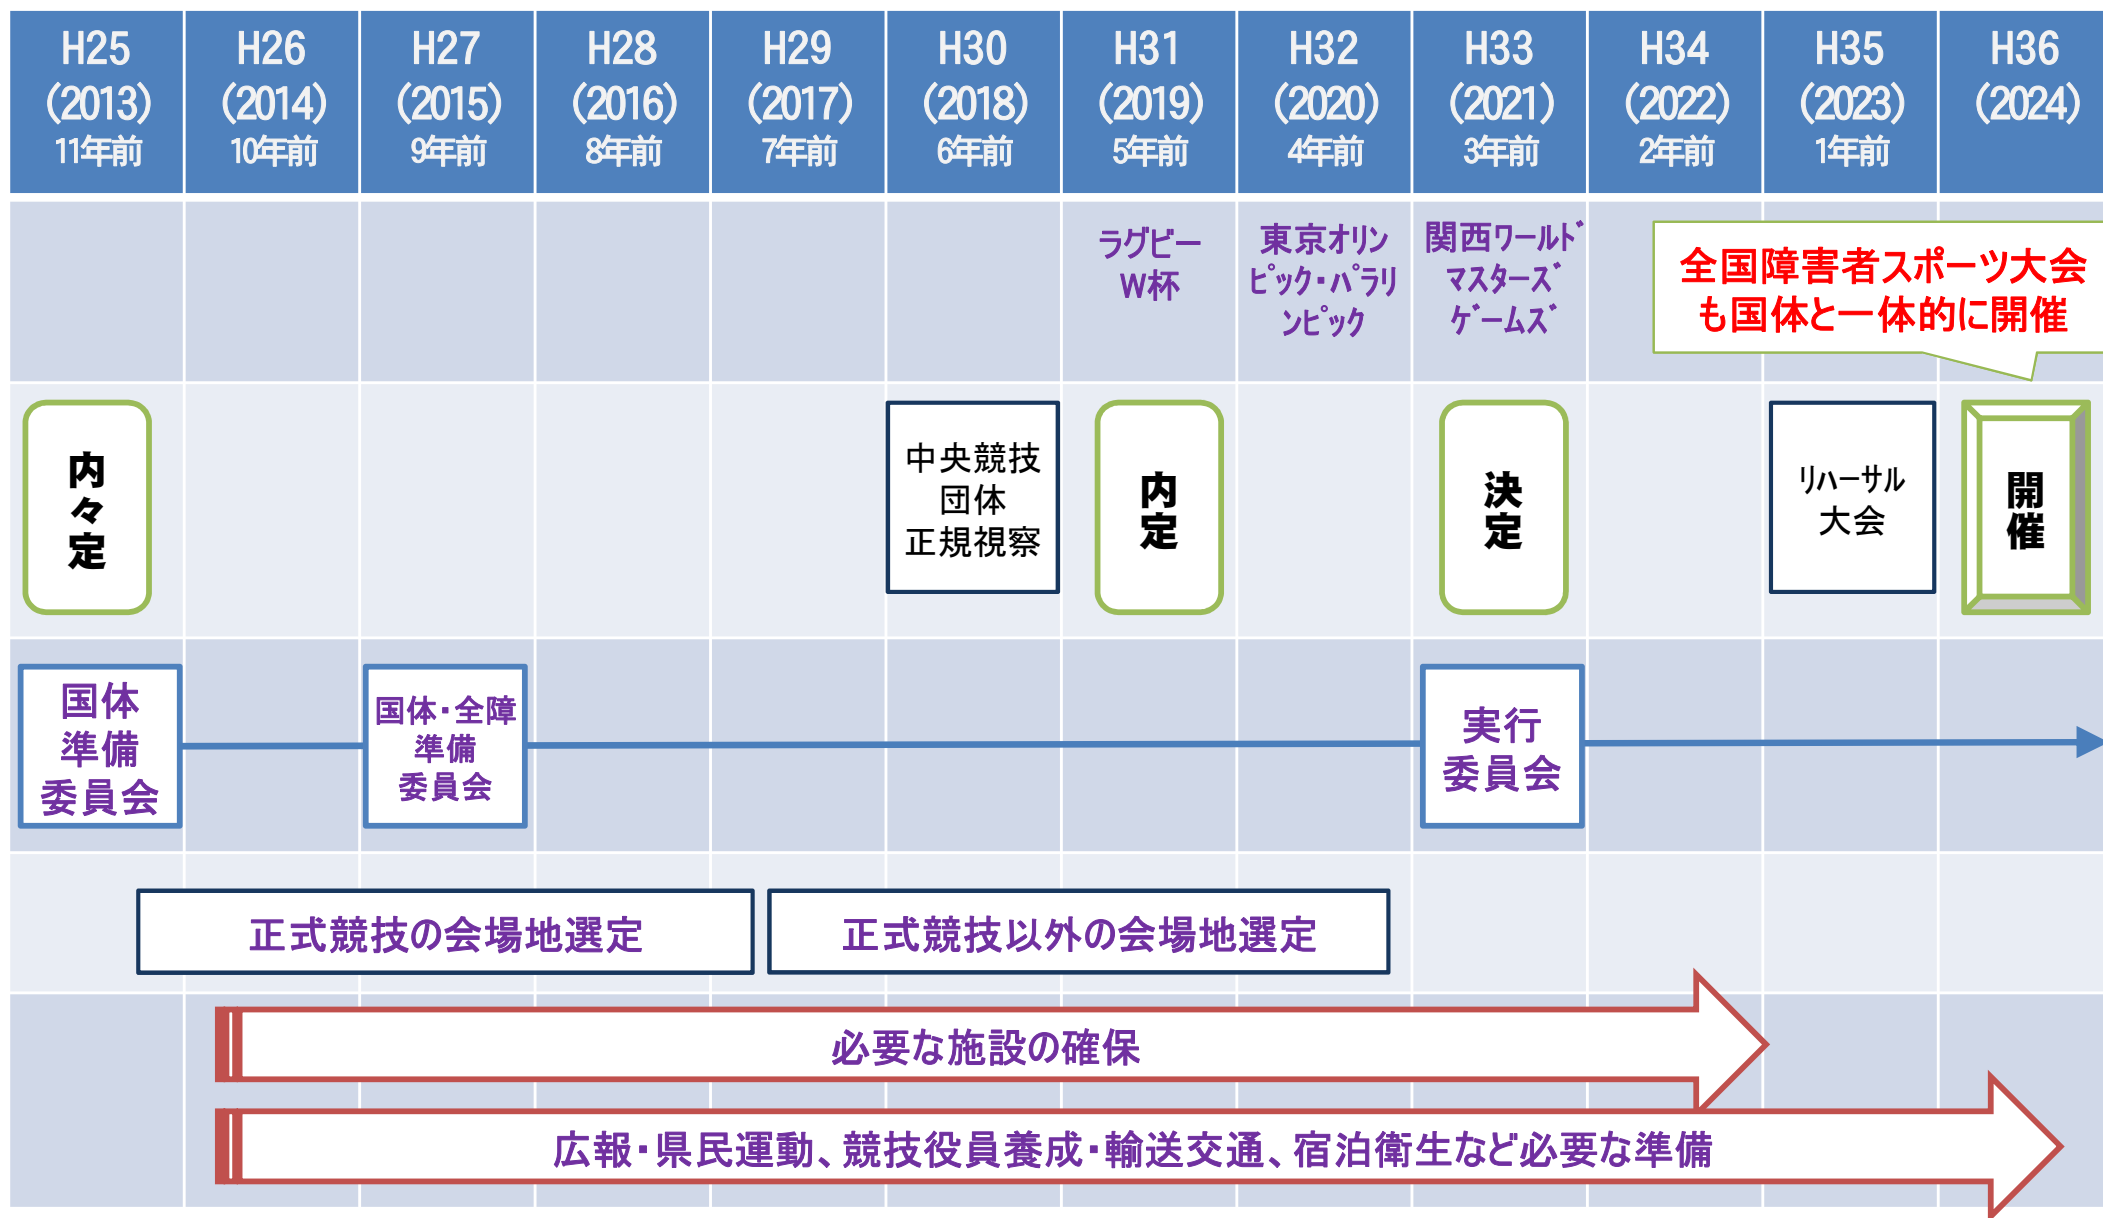 H25
(2013)
11年前
H26
(2014)
10年前
H27
(2015)
9年前
H28
(2016)
8年前
H29
(2017)
7年前
H30
(2018)
6年前
H31
(2019)
5年前
H32
(2020)
4年前
H33
(2021)
3年前
H34
(2022)
2年前
H35
(2023)
1年前
H36
(2024)
ラグビー
W杯
東京オリン
ﾋﾟｯｸ・ﾊﾟﾗﾘ
ﾝﾋﾟｯｸ
関西ﾜｰﾙﾄﾞ
ﾏｽﾀｰｽﾞ
ｹﾞｰﾑｽﾞ
全国障害者スポーツ大会
も国体と一体的に開催
内々定
中央競技
団体
正規視察
内定
決定
ﾘﾊｰｻﾙ
大会
開催
国体
準備
委員会
国体・全障
準備
委員会
実行
委員会
正式競技の会場地選定
正式競技以外の会場地選定
必要な施設の確保
広報・県民運動、競技役員養成・輸送交通、宿泊衛生など必要な準備